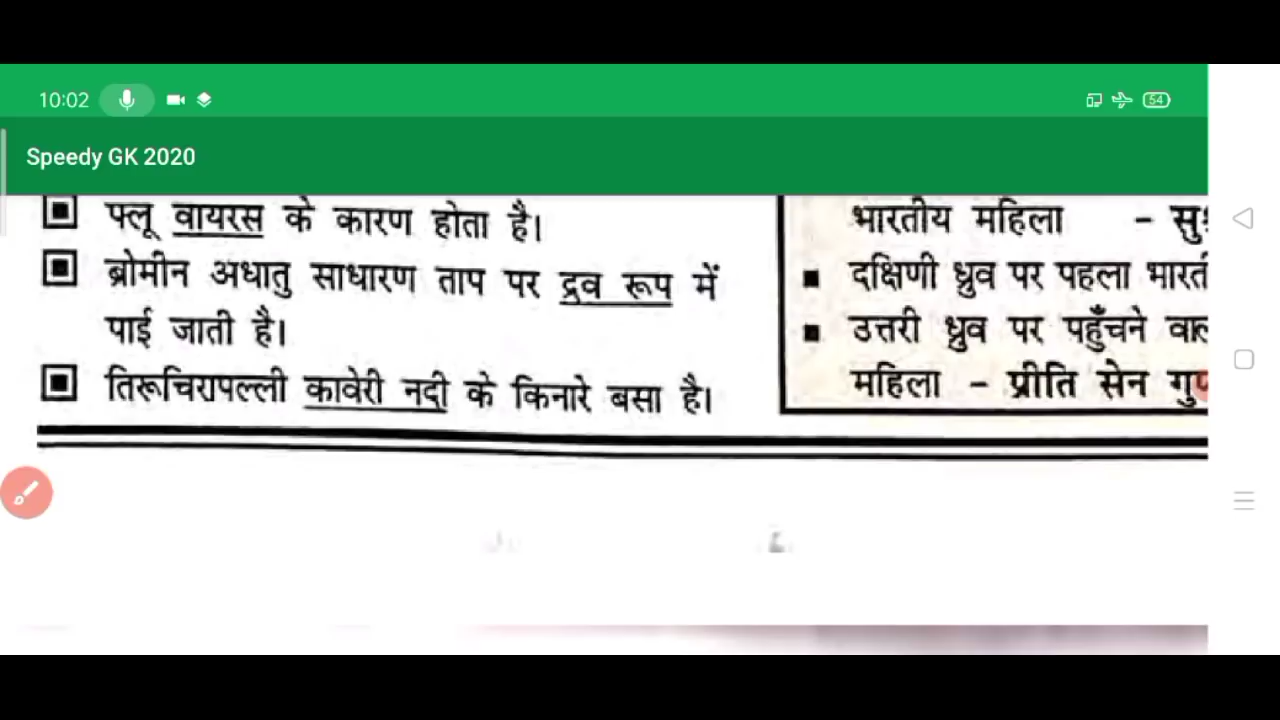 10:02
54
Speedy GK 2020
फ्लू वायरस के कारण होता है।
ब्रोमीन अधातु साधारण ताप पर द्रव रूप में
पाई जाती है।
तिरूचिरापल्ली कावेरी नदी के किनारे बसा है।
भारतीय महिला –
दक्षिणी ध्रुव पर पहला
उत्तरी ध्रुव पर पहुँचने
महिला – प्रीति सेन